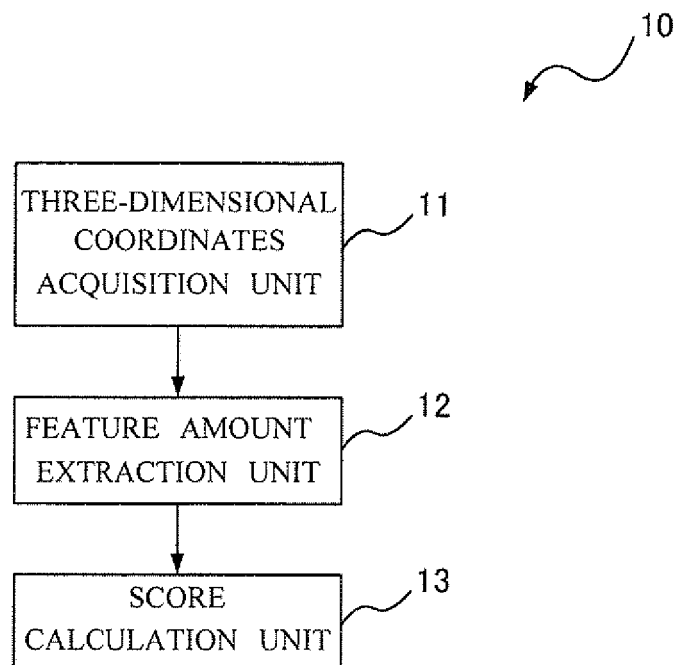 10
THREE-DIMENSIONAL
COORDINATES
ACQUISITION UNIT
11
FEATURE AMOUNT
EXTRACTION UNIT
12
SCORE
CALCULATION UNIT
13